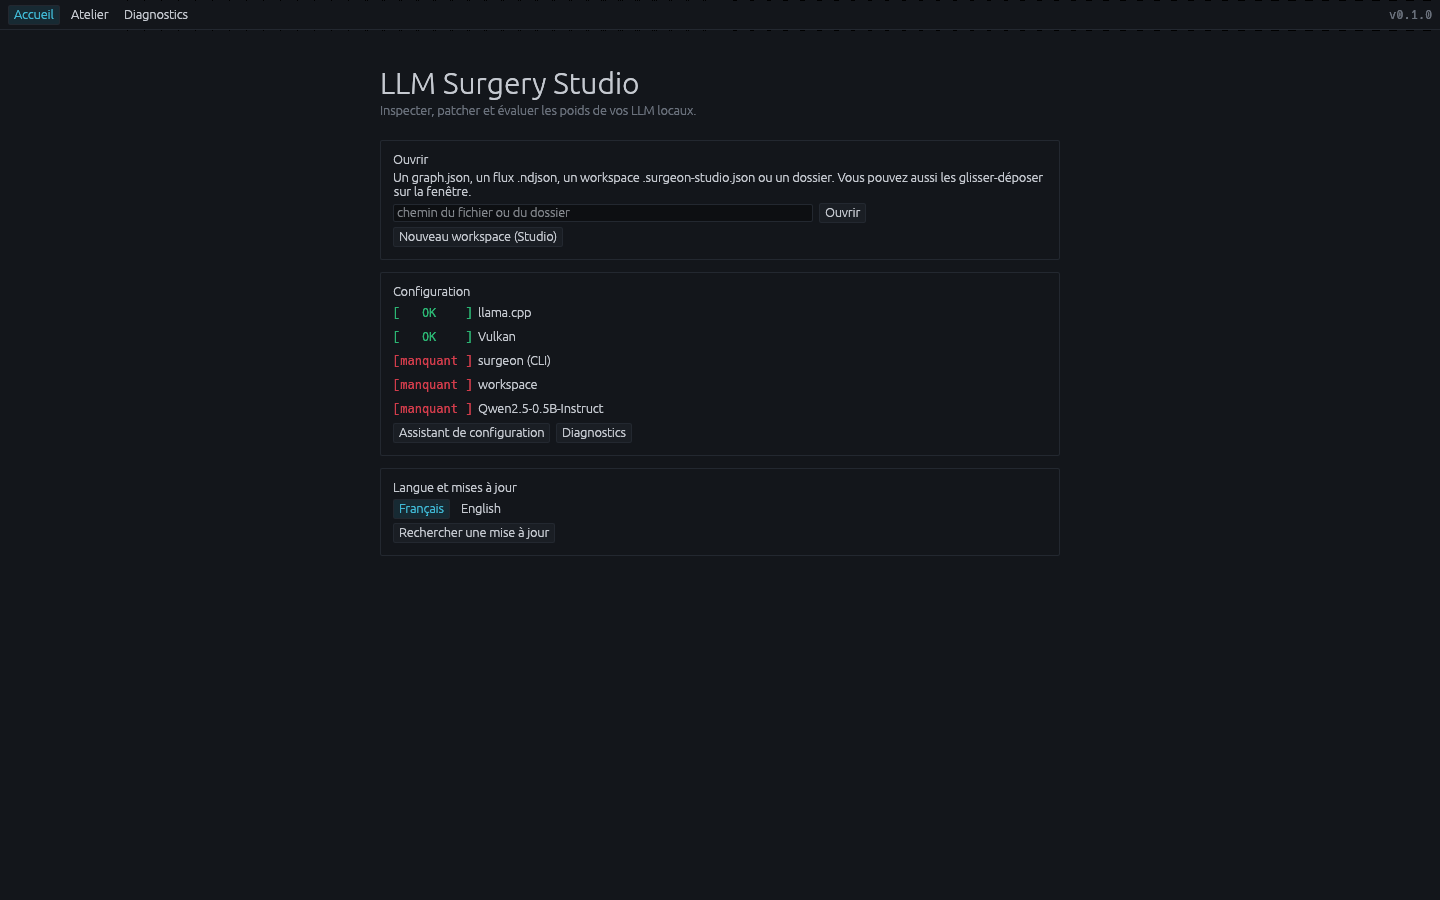 Accueil Atelier Diagnostics v0.1.0
LLM Surgery Studio
Inspecter, patcher et évaluer les poids de vos LLM locaux.
Ouvrir
Un graph.json, un flux .ndjson, un workspace .surgeon-studio.json ou un dossier. Vous pouvez aussi les glisser-déposer
sur la fenêtre.
chemin du fichier ou du dossier Ouvrir
Nouveau workspace (Studio)
Configuration
[ OK ] llama.cpp
[ OK ] Vulkan
[manquant ] surgeon (CLI)
[manquant ] workspace
[manquant ] Qwen2.5-0.5B-Instruct
Assistant de configuration Diagnostics
Langue et mises à jour
Français English
Rechercher une mise à jour